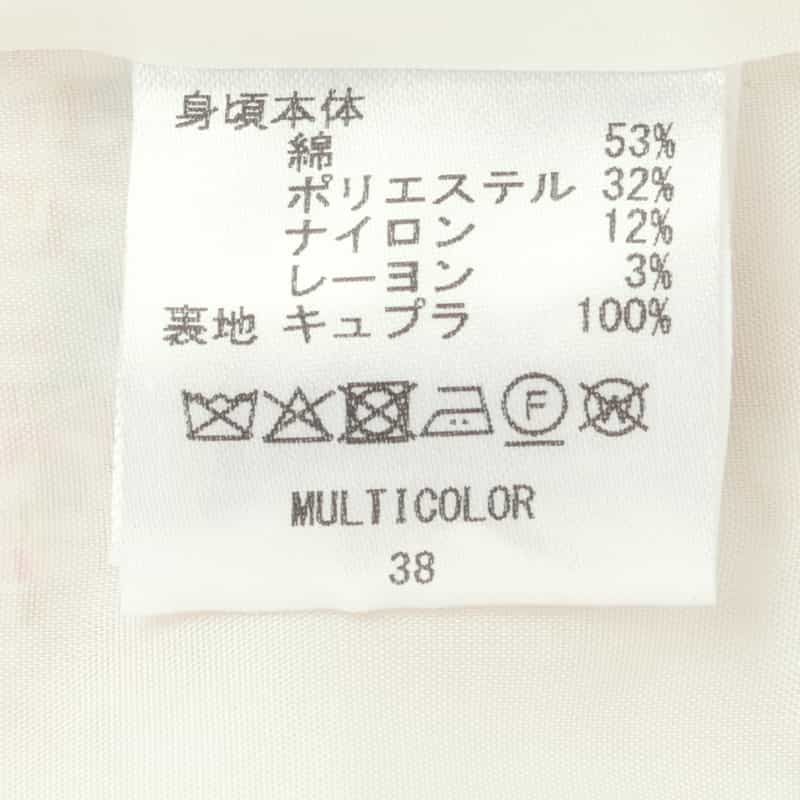 身頃本体
綿 53%
ポリエステル 32%
ナイロン 12%
レーヨン 3%
裏地 キュプラ 100%
F W
MULTICOLOR
38